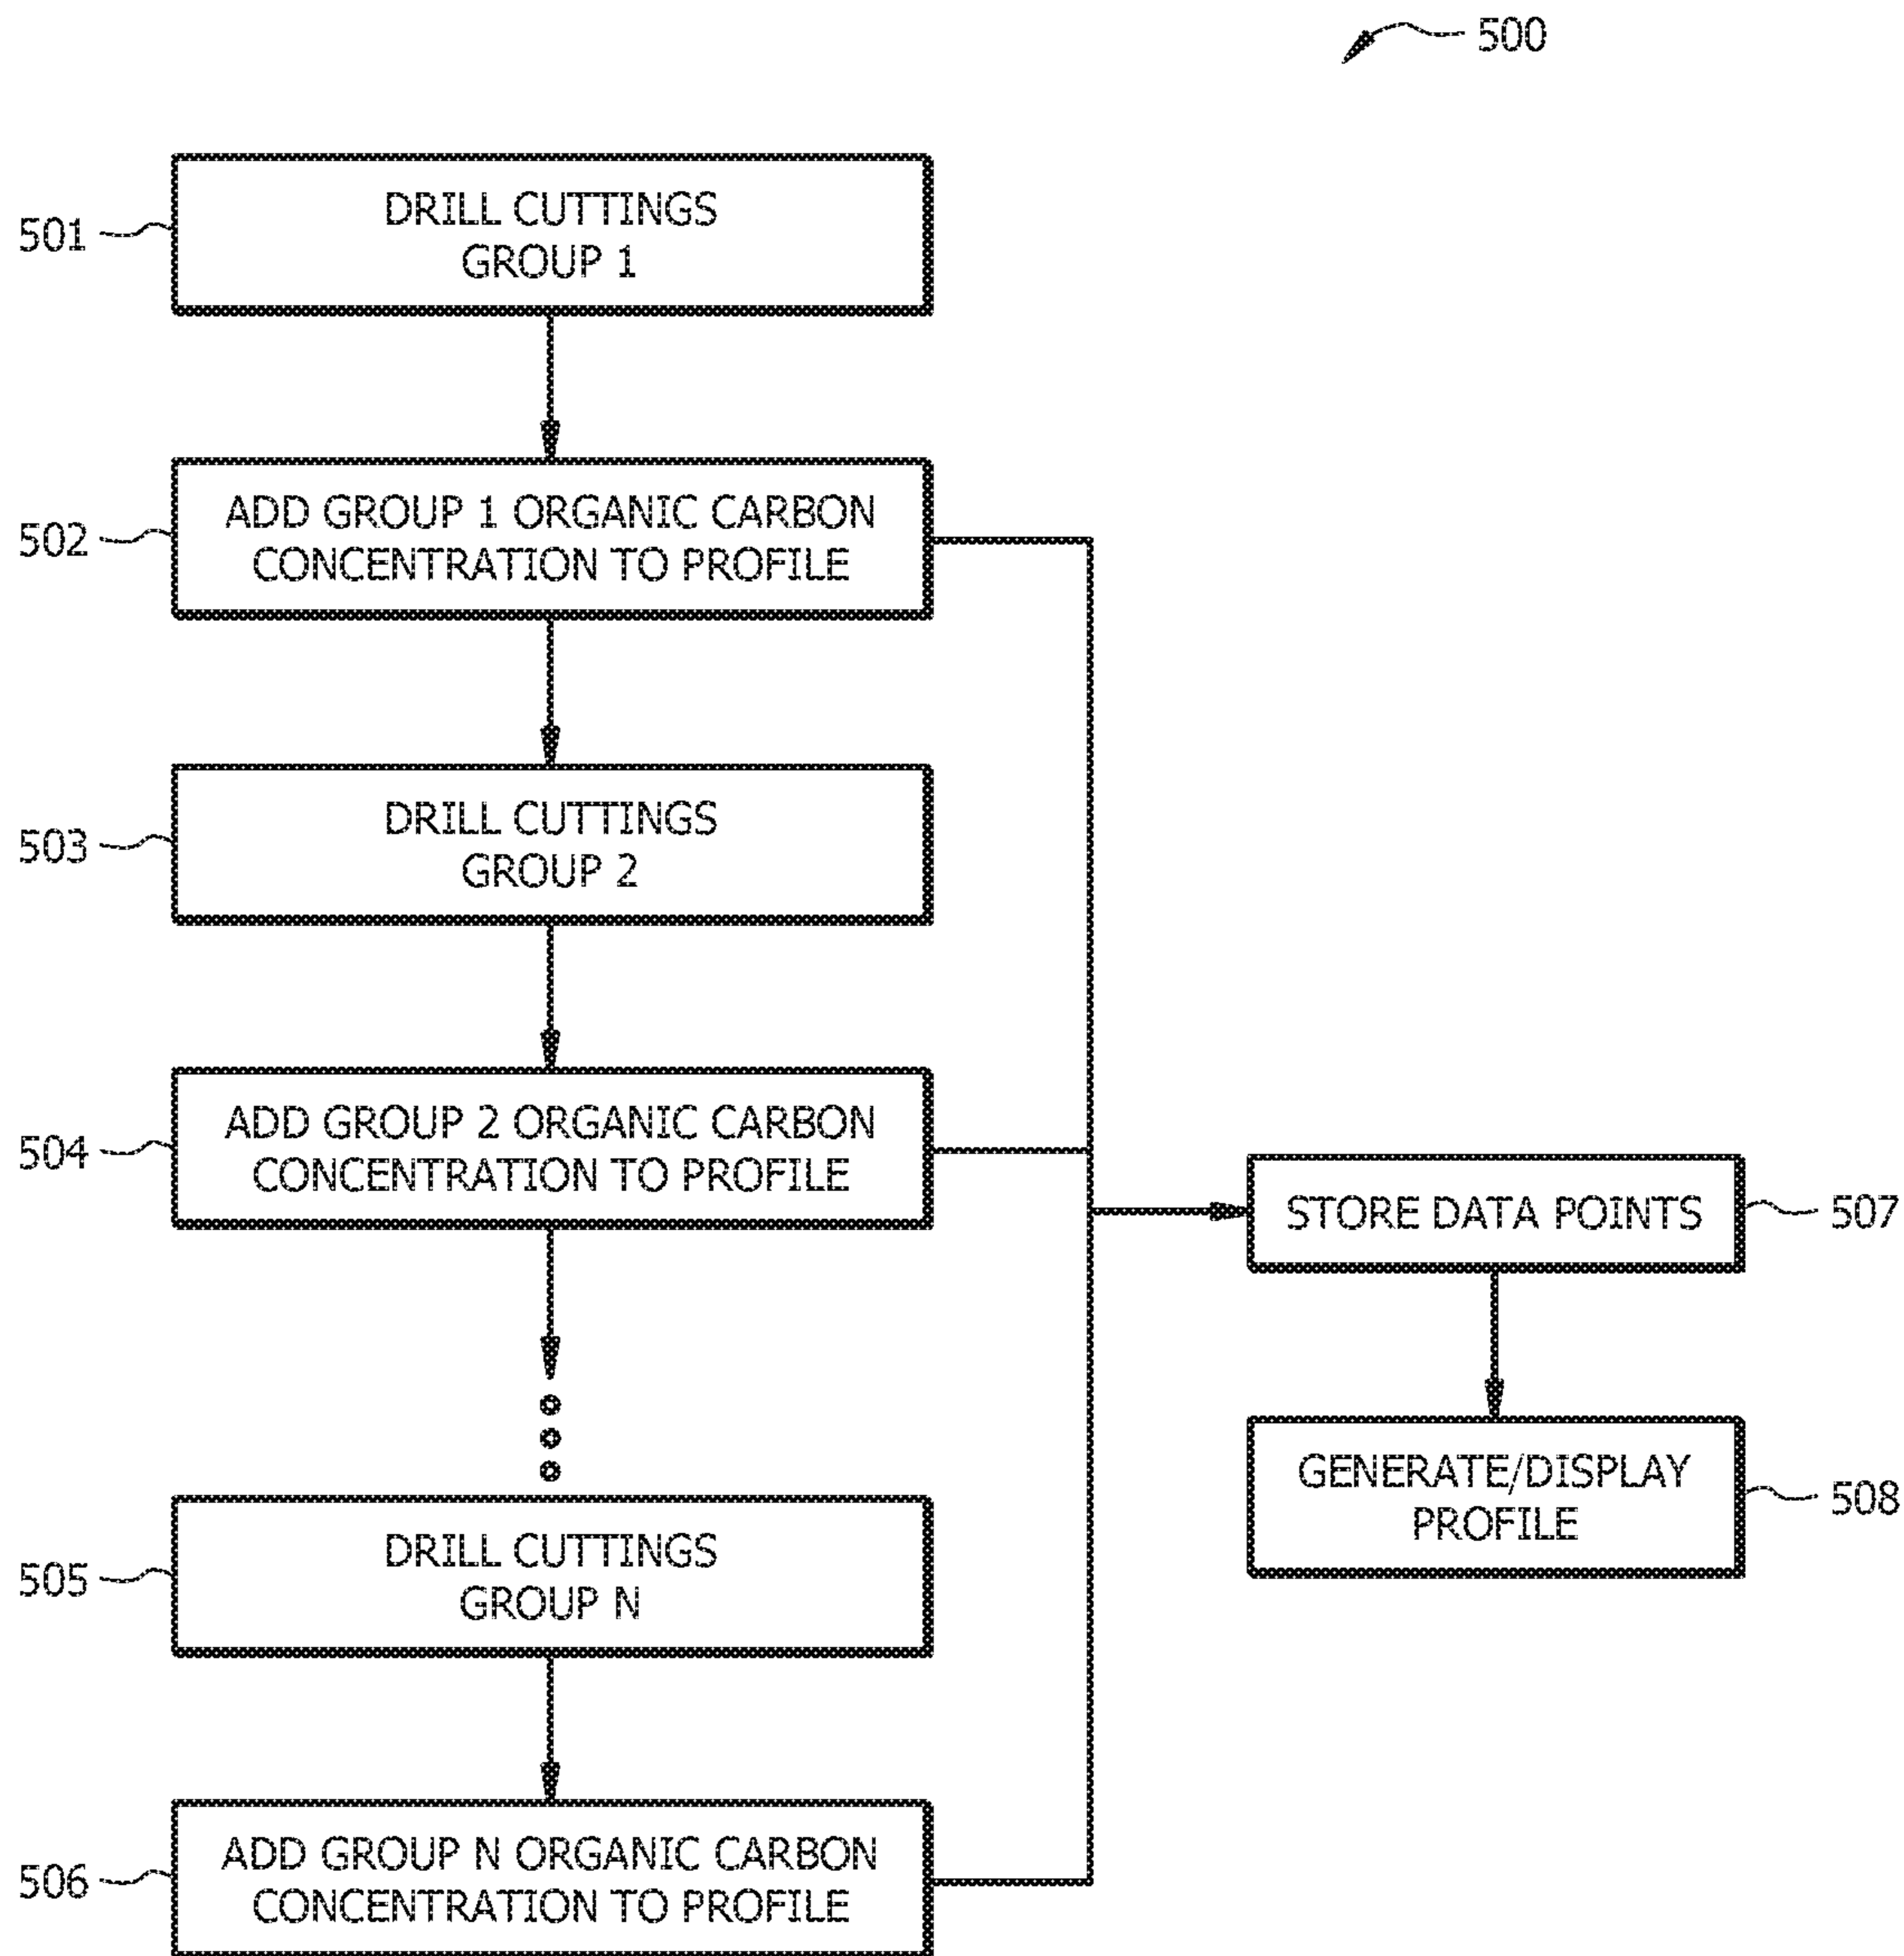 500
501
DRILL CUTTINGS
GROUP 1
502
ADD GROUP 1 ORGANIC CARBON
CONCENTRATION TO PROFILE
503
DRILL CUTTINGS
GROUP 2
504
ADD GROUP 2 ORGANIC CARBON
CONCENTRATION TO PROFILE
STORE DATA POINTS
507
GENERATE/DISPLAY
PROFILE
508
505
DRILL CUTTINGS
GROUP N
506
ADD GROUP N ORGANIC CARBON
CONCENTRATION TO PROFILE